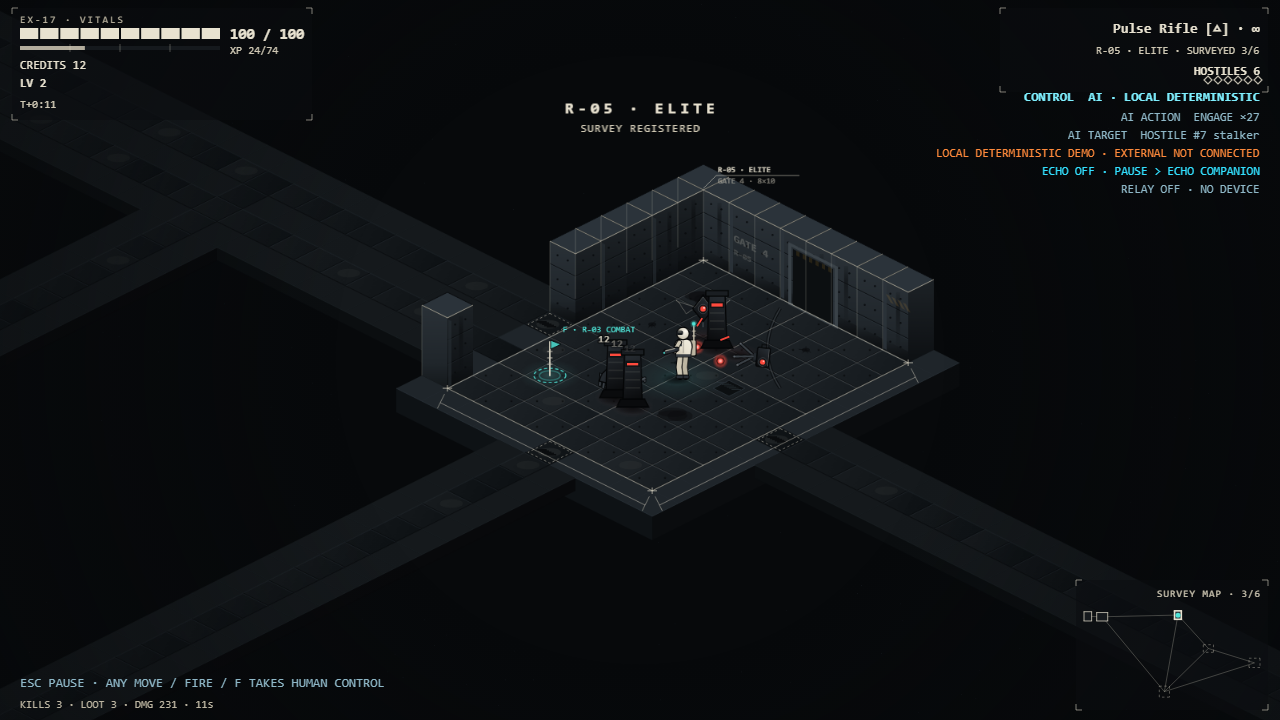 EX-17 · VITALS
100 / 100
XP 24/74
CREDITS 12
LV 2
T+0:11
Pulse Rifle [▲] · ∞
R-05 · ELITE · SURVEYED 3/6
HOSTILES 6
CONTROL AI · LOCAL DETERMINISTIC
AI ACTION ENGAGE ×27
AI TARGET HOSTILE #7 stalker
LOCAL DETERMINISTIC DEMO · EXTERNAL NOT CONNECTED
ECHO OFF · PAUSE > ECHO COMPANION
RELAY OFF · NO DEVICE
R-05 · ELITE
SURVEY REGISTERED
R-05 · ELITE
GATE 4 · 8×10
GATE 4
R-05
F · R-03 COMBAT
12
12
SURVEY MAP · 3/6
ESC PAUSE · ANY MOVE / FIRE / F TAKES HUMAN CONTROL
KILLS 3 · LOOT 3 · DMG 231 · 11s